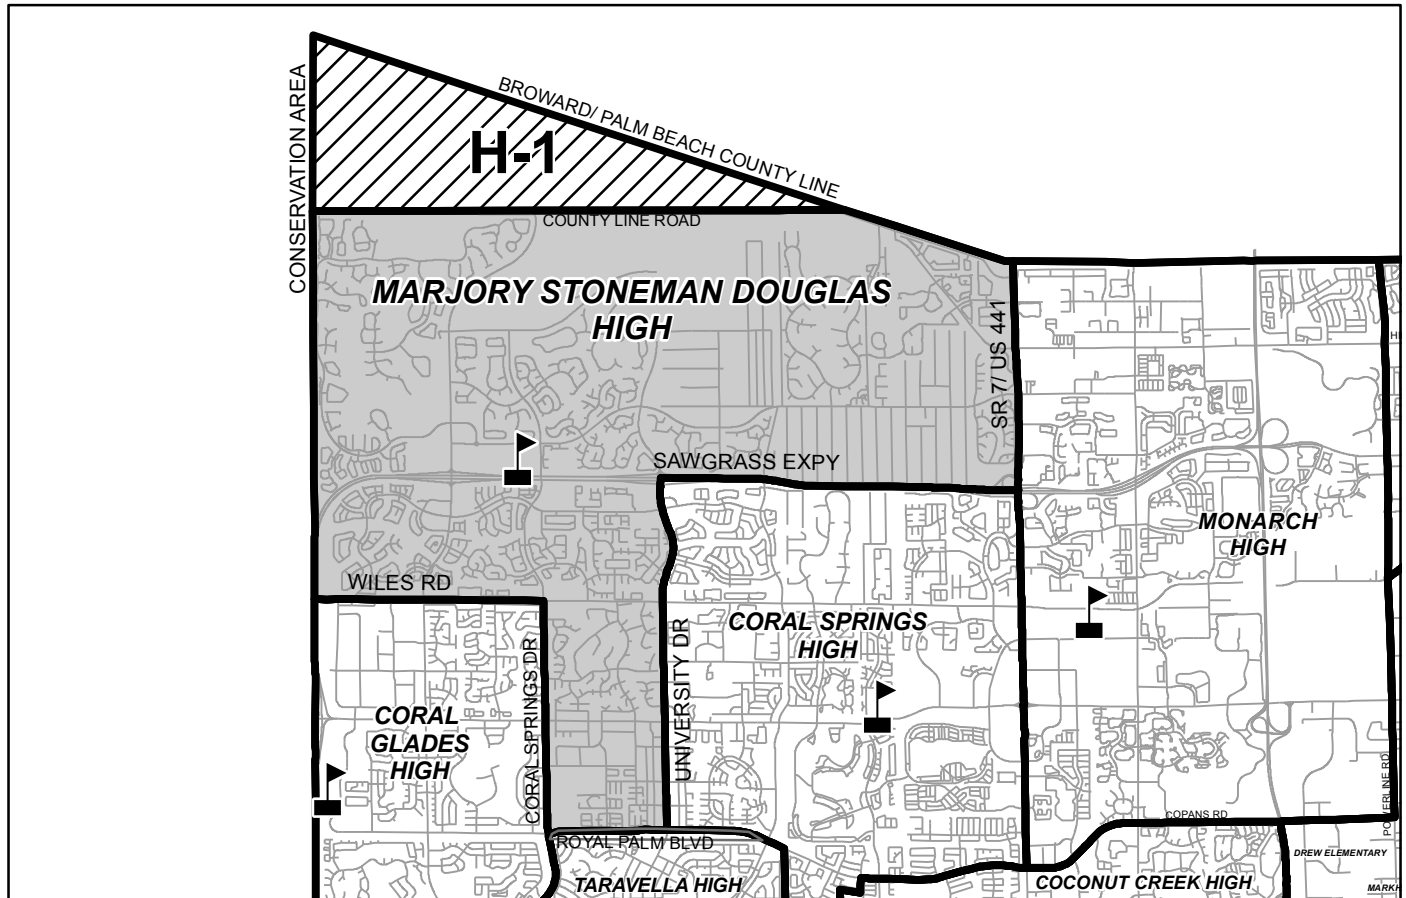 CONSERVATION AREA
BROWARD/ PALM BEACH COUNTY LINE
H-1
COUNTY LINE ROAD
MARJORY STONEMAN DOUGLAS
HIGH
SR 7/ US 441
SAWGRASS EXPY
MONARCH
HIGH
WILES RD
CORAL SPRINGS
HIGH
UNIVERSITY DR
CORAL SPRINGS DR
CORAL
GLADES
HIGH
POWERLINE RD
COPANS RD
ROYAL PALM BLVD
DREW ELEMENTARY
TARAVELLA HIGH
COCONUT CREEK HIGH